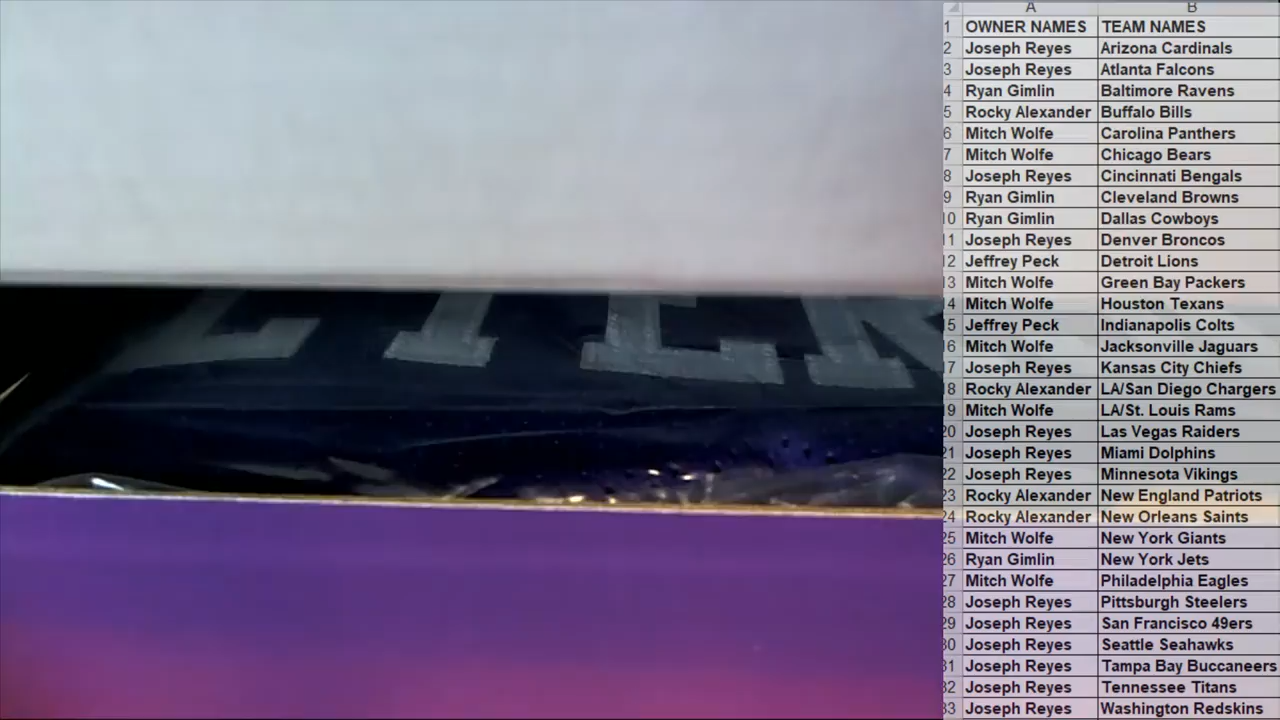 A B
1 OWNER NAMES TEAM NAMES
2 Joseph Reyes Arizona Cardinals
3 Joseph Reyes Atlanta Falcons
4 Ryan Gimlin Baltimore Ravens
5 Rocky Alexander Buffalo Bills
6 Mitch Wolfe Carolina Panthers
7 Mitch Wolfe Chicago Bears
8 Joseph Reyes Cincinnati Bengals
9 Ryan Gimlin Cleveland Browns
10 Ryan Gimlin Dallas Cowboys
11 Joseph Reyes Denver Broncos
12 Jeffrey Peck Detroit Lions
13 Mitch Wolfe Green Bay Packers
14 Mitch Wolfe Houston Texans
15 Jeffrey Peck Indianapolis Colts
16 Mitch Wolfe Jacksonville Jaguars
17 Joseph Reyes Kansas City Chiefs
18 Rocky Alexander LA/San Diego Chargers
19 Mitch Wolfe LA/St. Louis Rams
20 Joseph Reyes Las Vegas Raiders
21 Joseph Reyes Miami Dolphins
22 Joseph Reyes Minnesota Vikings
23 Rocky Alexander New England Patriots
24 Rocky Alexander New Orleans Saints
25 Mitch Wolfe New York Giants
26 Ryan Gimlin New York Jets
27 Mitch Wolfe Philadelphia Eagles
28 Joseph Reyes Pittsburgh Steelers
29 Joseph Reyes San Francisco 49ers
30 Joseph Reyes Seattle Seahawks
31 Joseph Reyes Tampa Bay Buccaneers
32 Joseph Reyes Tennessee Titans
33 Joseph Reyes Washington Redskins